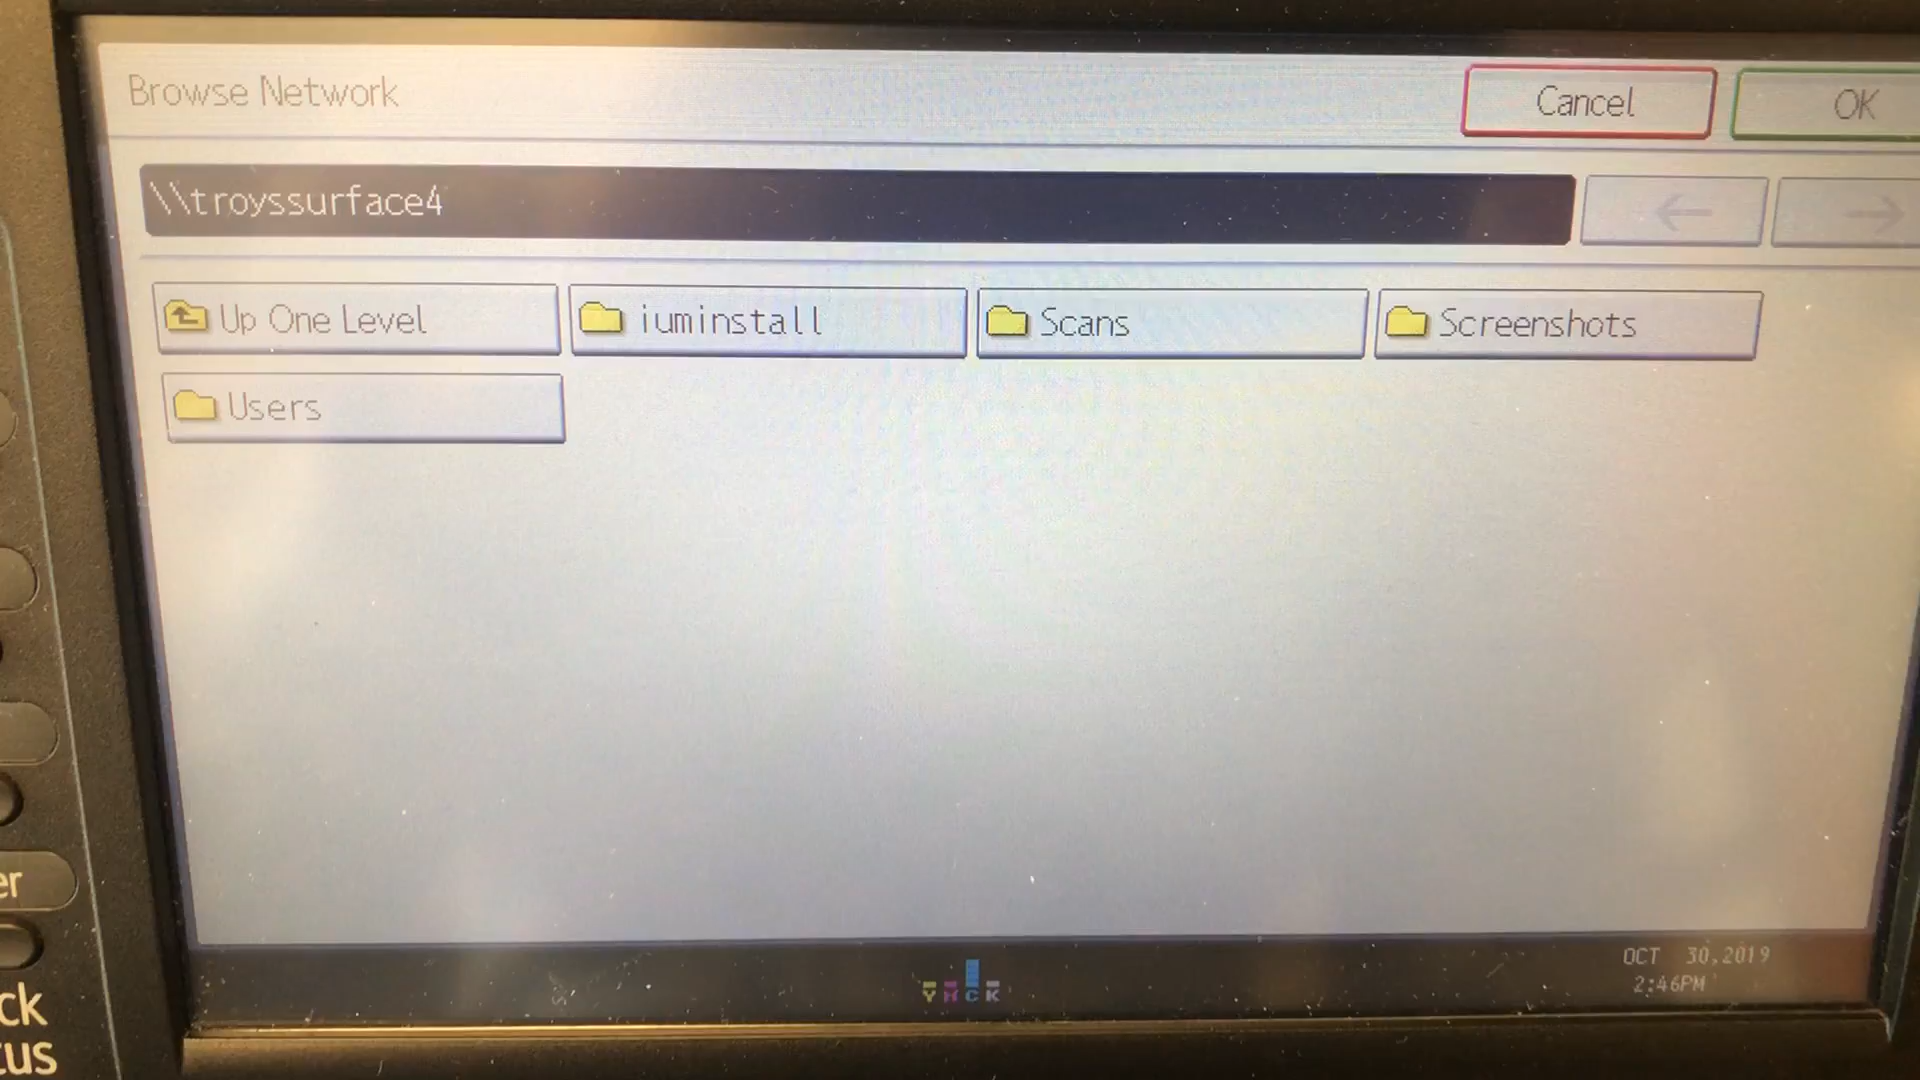 Browse Network
Cancel
OK
\\troyssurface4
← →
Up One Level
iuminstall
Scans
Screenshots
Users
er
ck
tus
Y M C K
OCT 30,2019
2:46PM